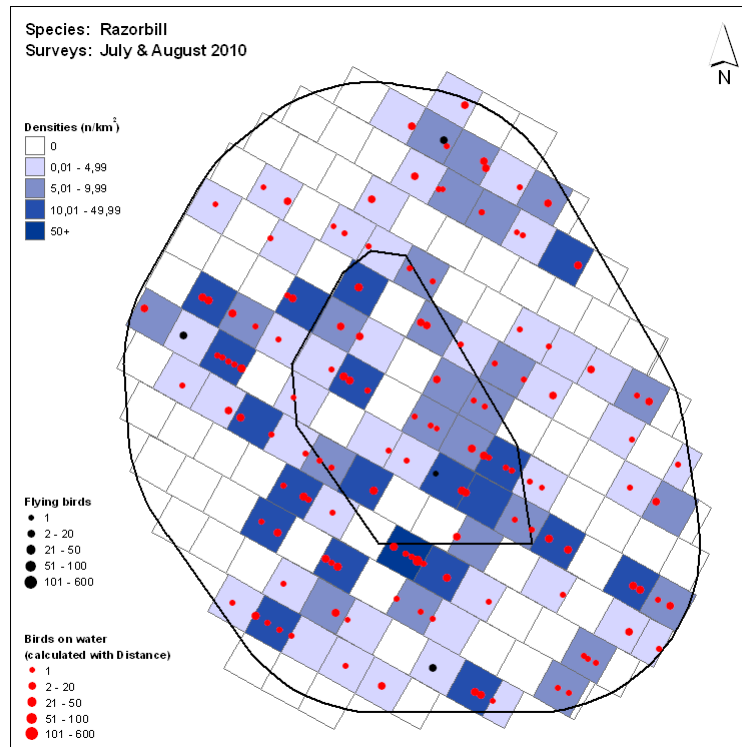 Species: Razorbill
Surveys: July & August 2010
N
Densities (n/km²)
0
0,01 - 4,99
5,01 - 9,99
10,01 - 49,99
50+
Flying birds
1
2 - 20
21 - 50
51 - 100
101 - 600
Birds on water
(calculated with Distance)
1
2 - 20
21 - 50
51 - 100
101 - 600